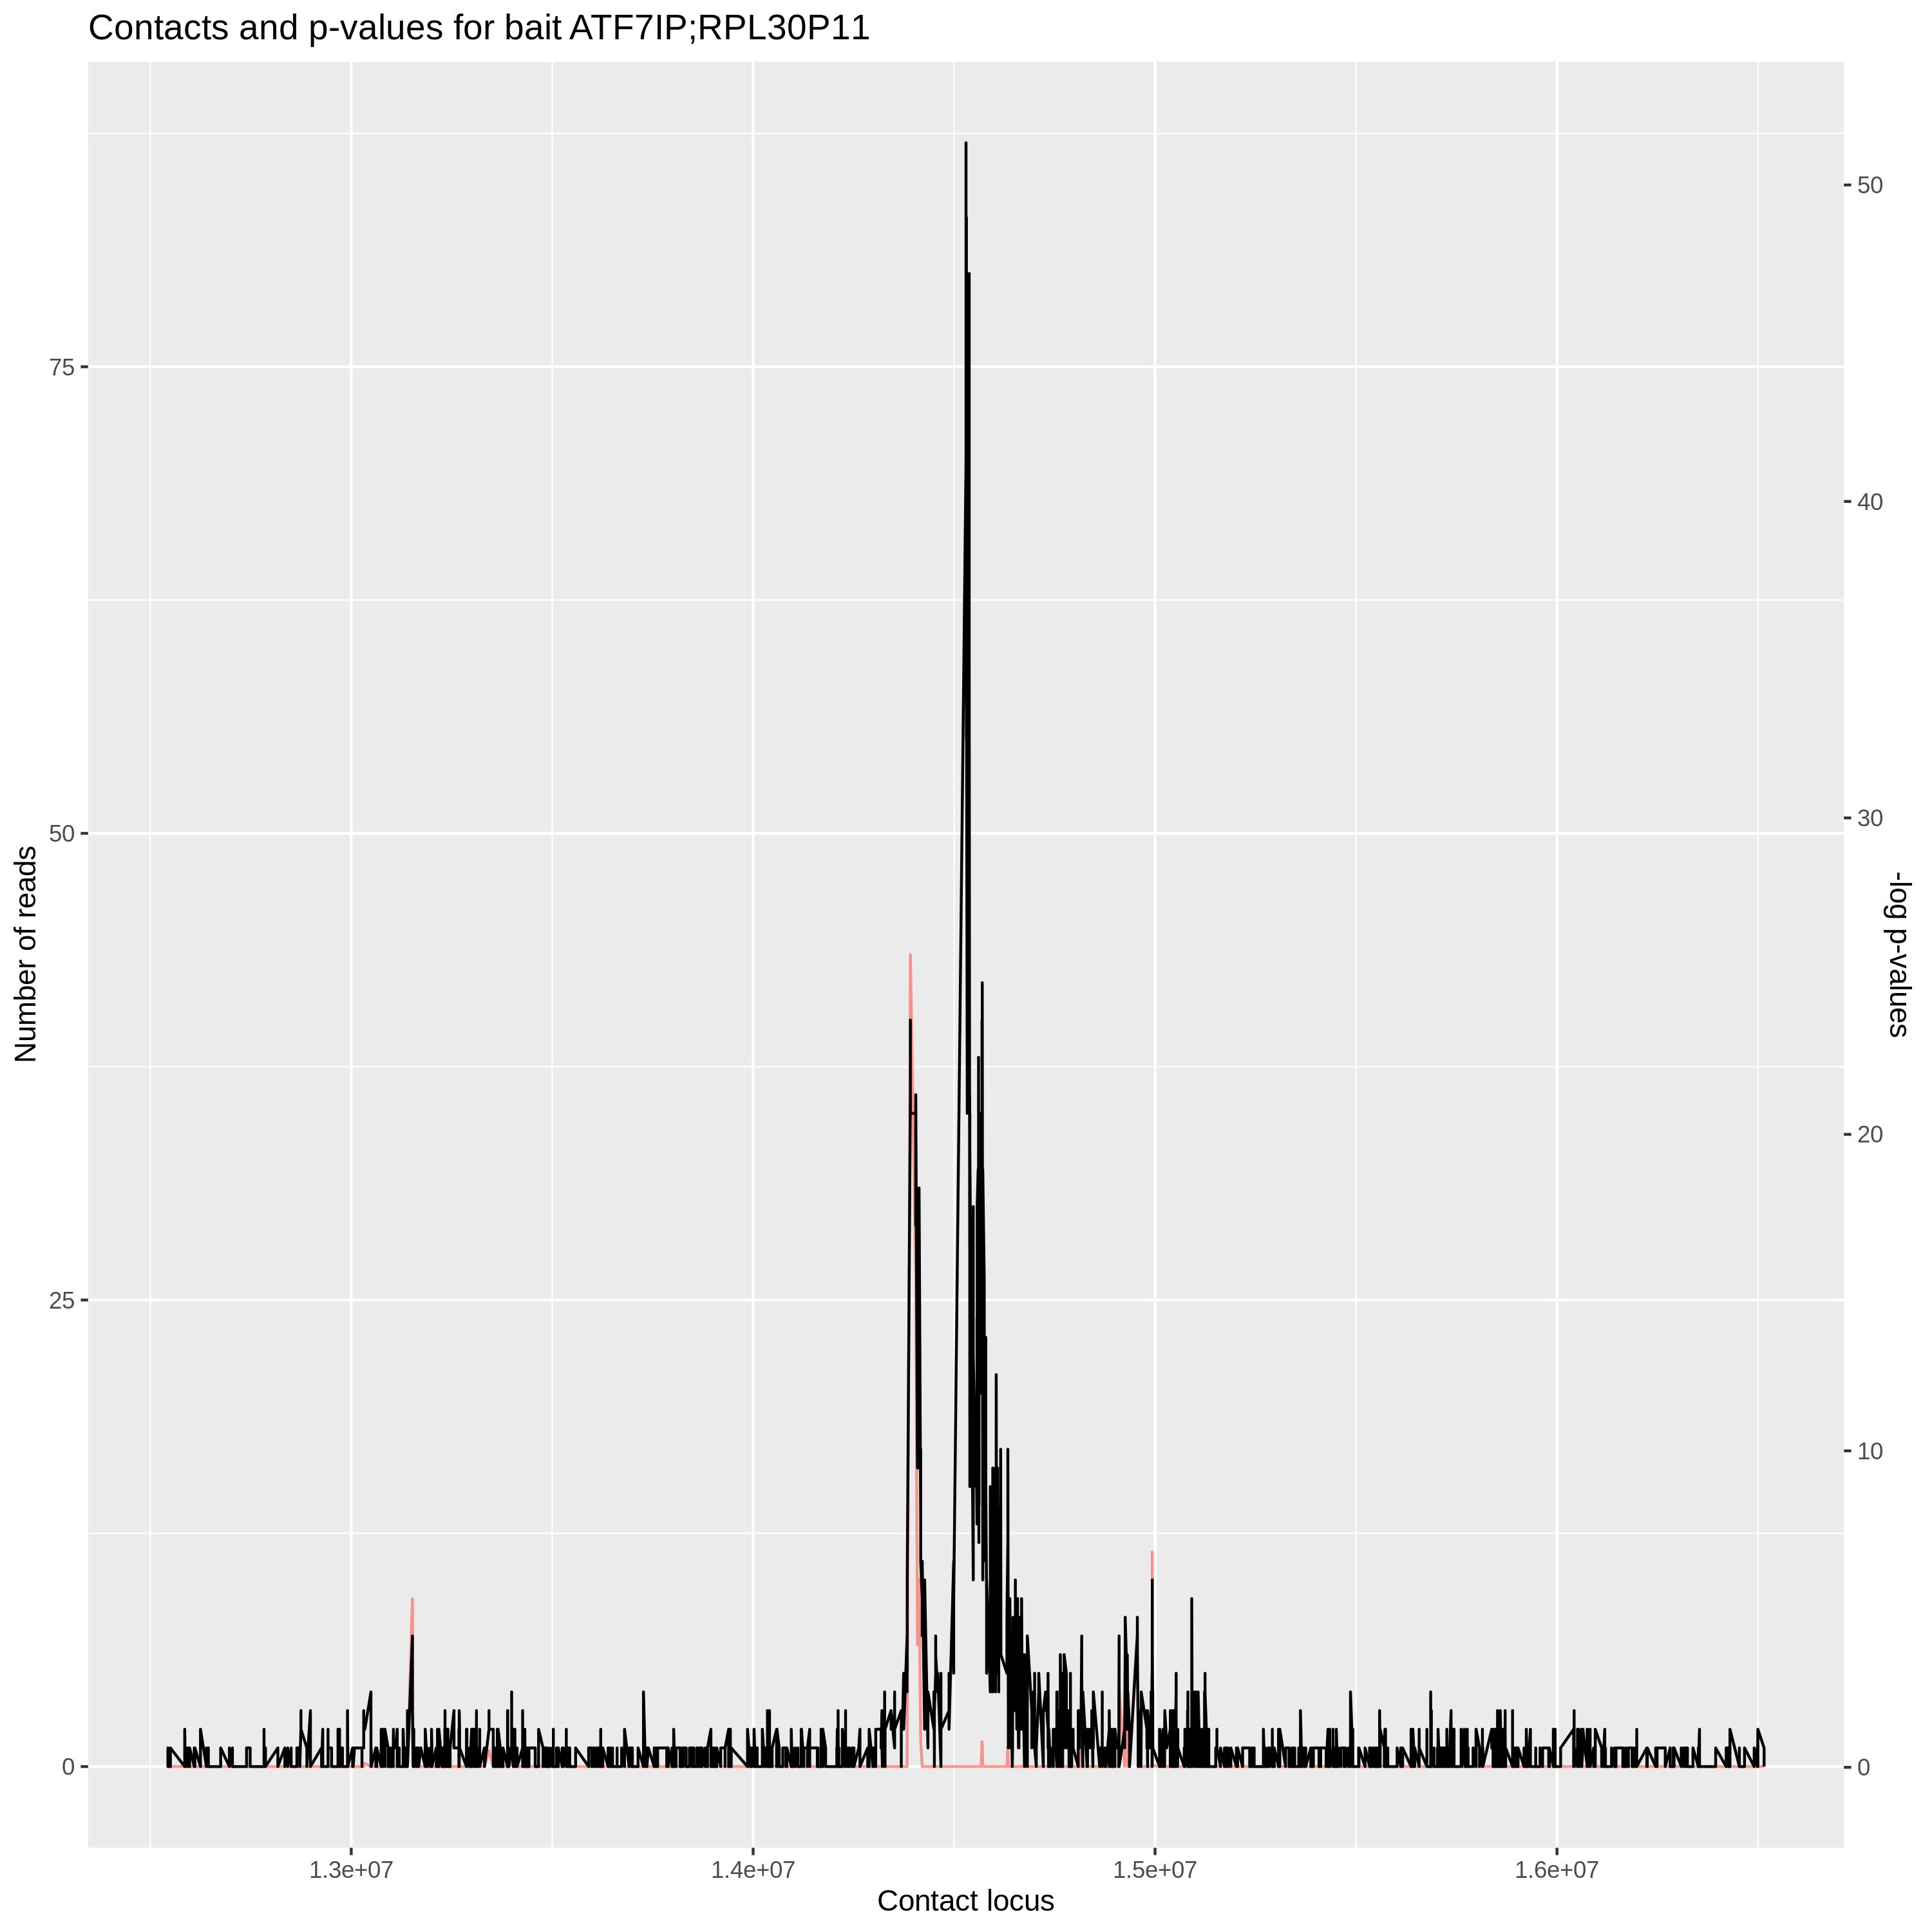 Contacts and p-values for bait ATF7IP;RPL30P11
Number of reads
75
50
25
0
50
40
30
20
10
0
-log p-values
1.3e+07 1.4e+07 1.5e+07 1.6e+07
Contact locus